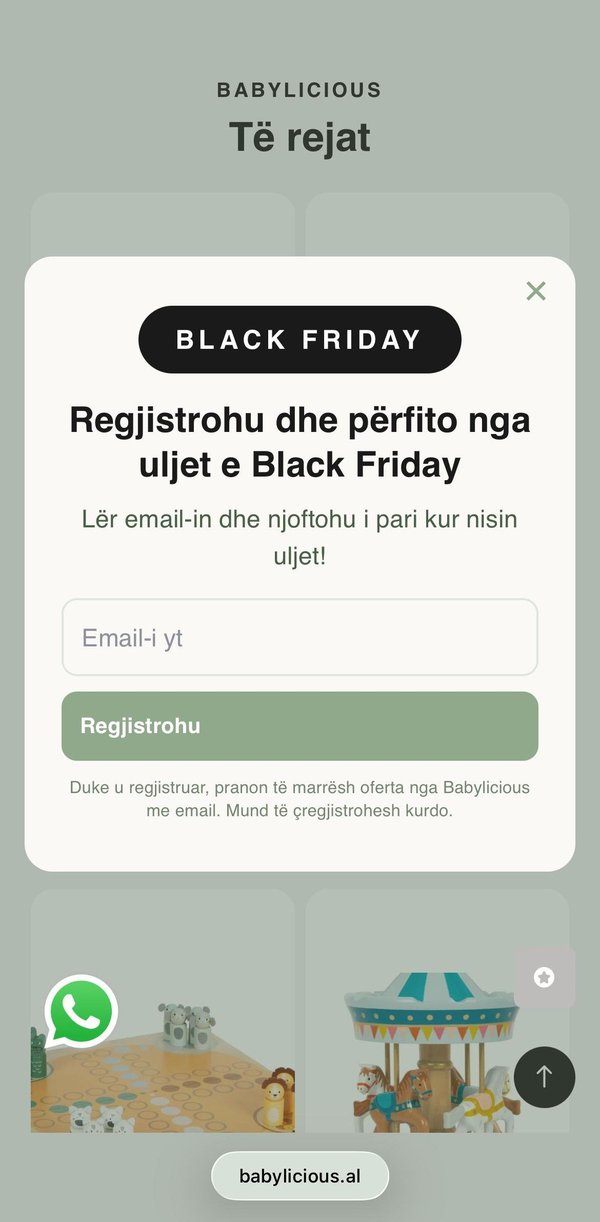 BABYLICIOUS
Të rejat
BLACK FRIDAY
Regjistrohu dhe përfito nga
uljet e Black Friday
Lër email-in dhe njoftohu i pari kur nisin
uljet!
Email-i yt
Regjistrohu
Duke u regjistruar, pranon të marrësh oferta nga Babylicious
me email. Mund të çregjistrohesh kurdo.
babylicious.al